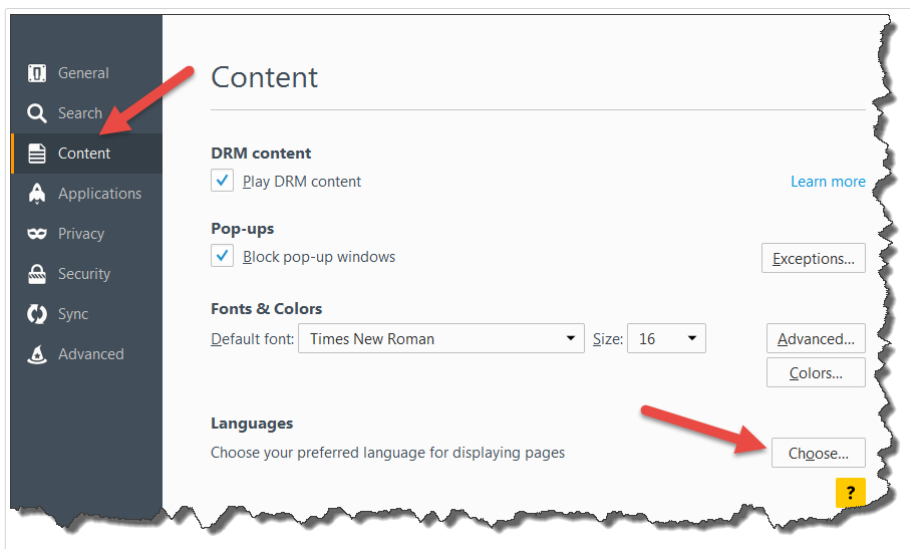 General
Search
Content
Applications
Privacy
Security
Sync
Advanced
Content
DRM content
Play DRM content Learn more
Pop-ups
Block pop-up windows Exceptions...
Fonts & Colors
Default font: Times New Roman Size: 16 Advanced...
Colors...
Languages
Choose your preferred language for displaying pages Choose...
?